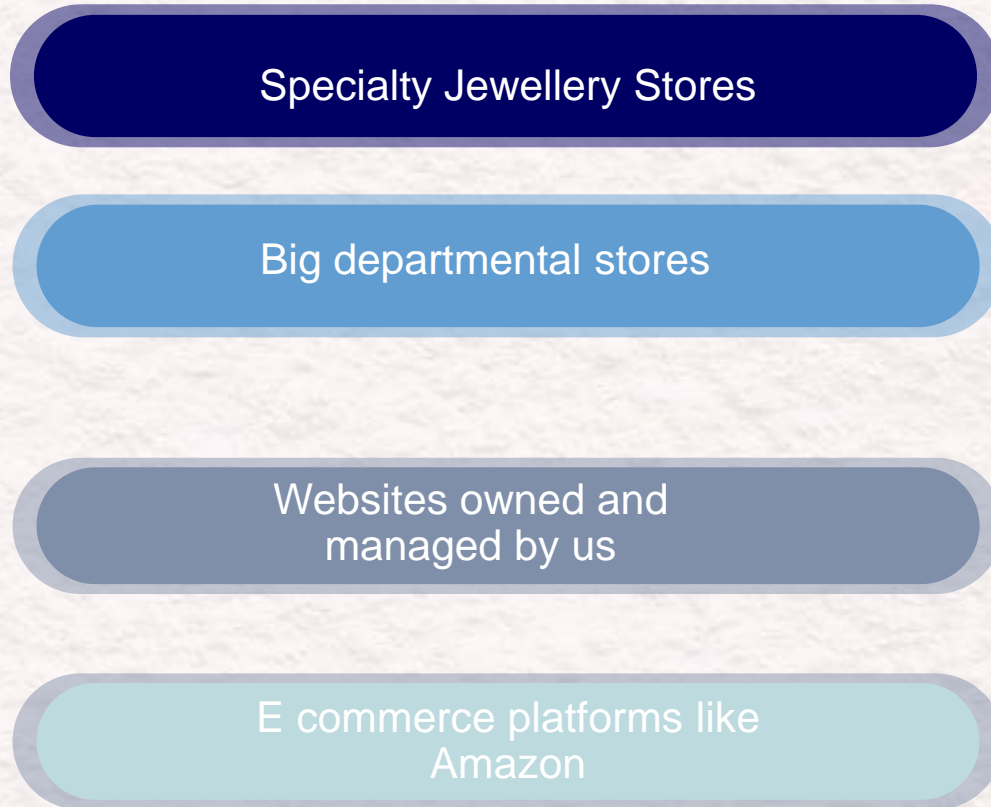 Specialty Jewellery Stores
Big departmental stores
Websites owned and
managed by us
E commerce platforms like
Amazon